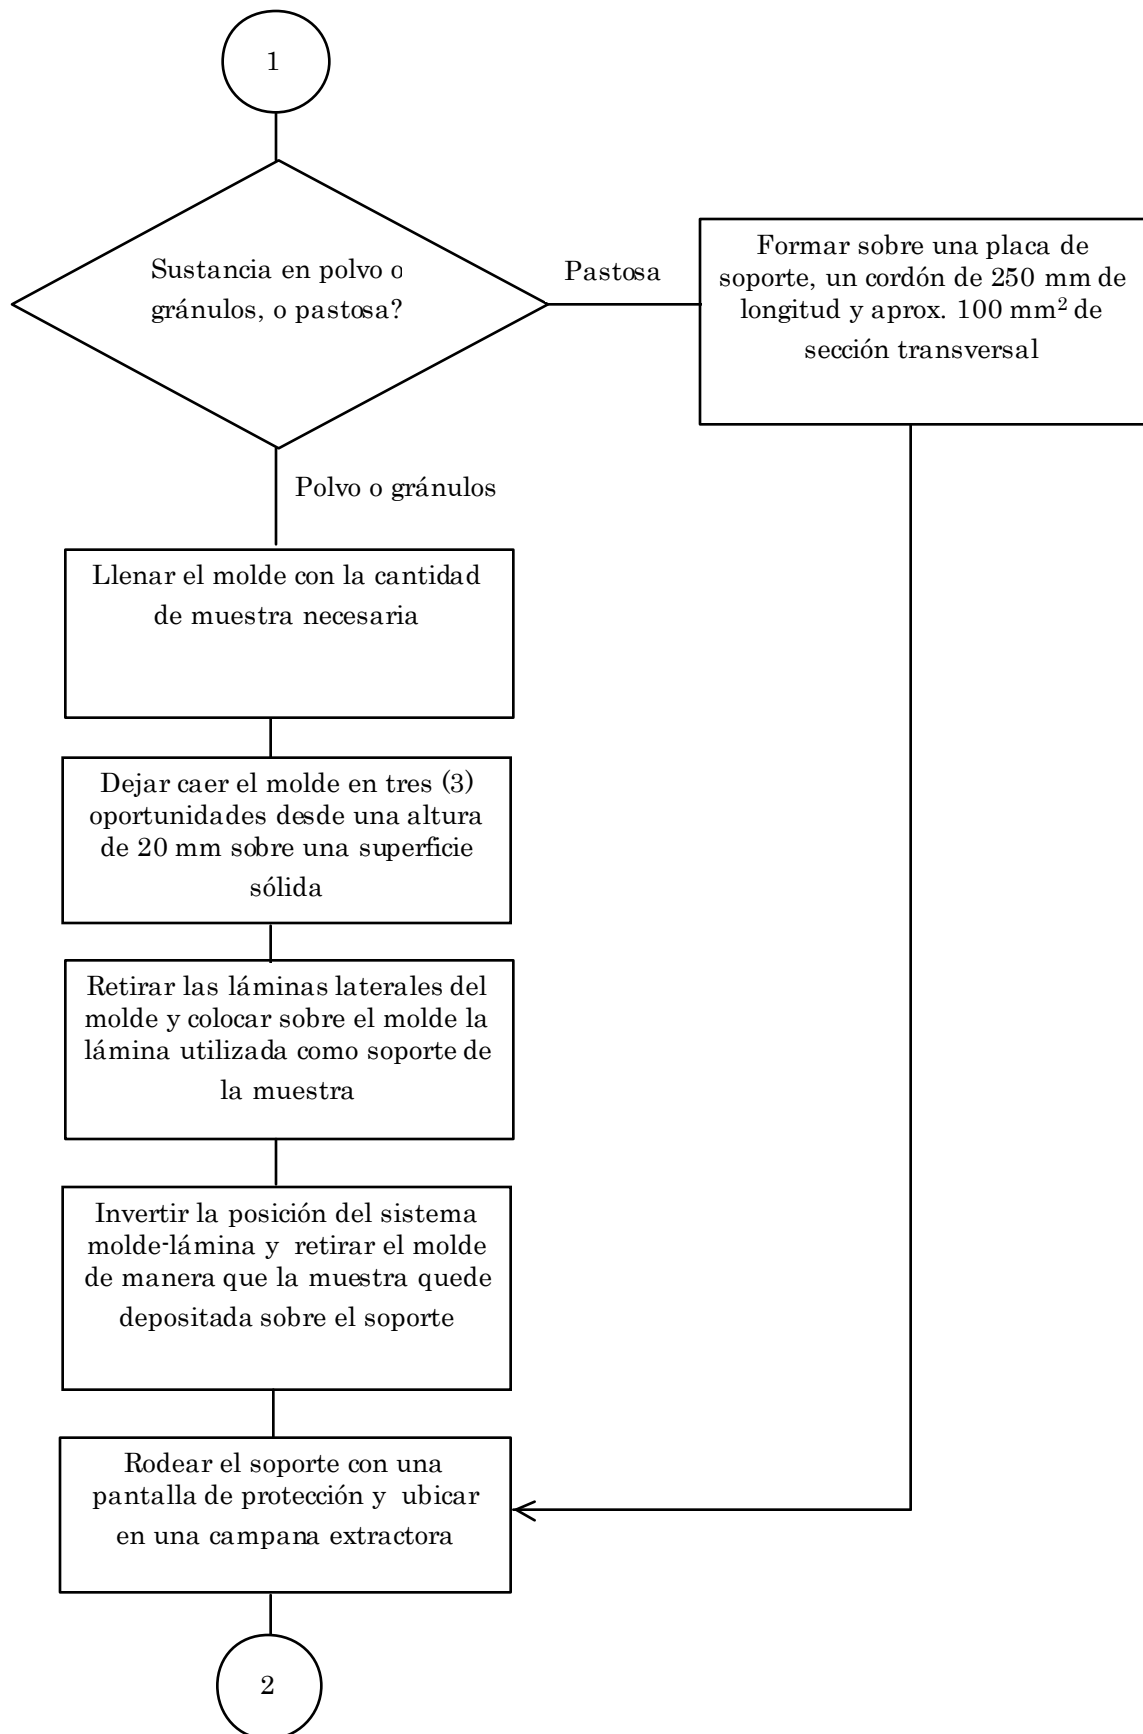 1
Sustancia en polvo o
gránulos, o pastosa?
Pastosa
Formar sobre una placa de
soporte, un cordón de 250 mm de
longitud y aprox. 100 mm² de
sección transversal
Polvo o gránulos
Llenar el molde con la cantidad
de muestra necesaria
Dejar caer el molde en tres (3)
oportunidades desde una altura
de 20 mm sobre una superficie
sólida
Retirar las láminas laterales del
molde y colocar sobre el molde la
lámina utilizada como soporte de
la muestra
Invertir la posición del sistema
molde-lámina y retirar el molde
de manera que la muestra quede
depositada sobre el soporte
Rodear el soporte con una
pantalla de protección y ubicar
en una campana extractora
2